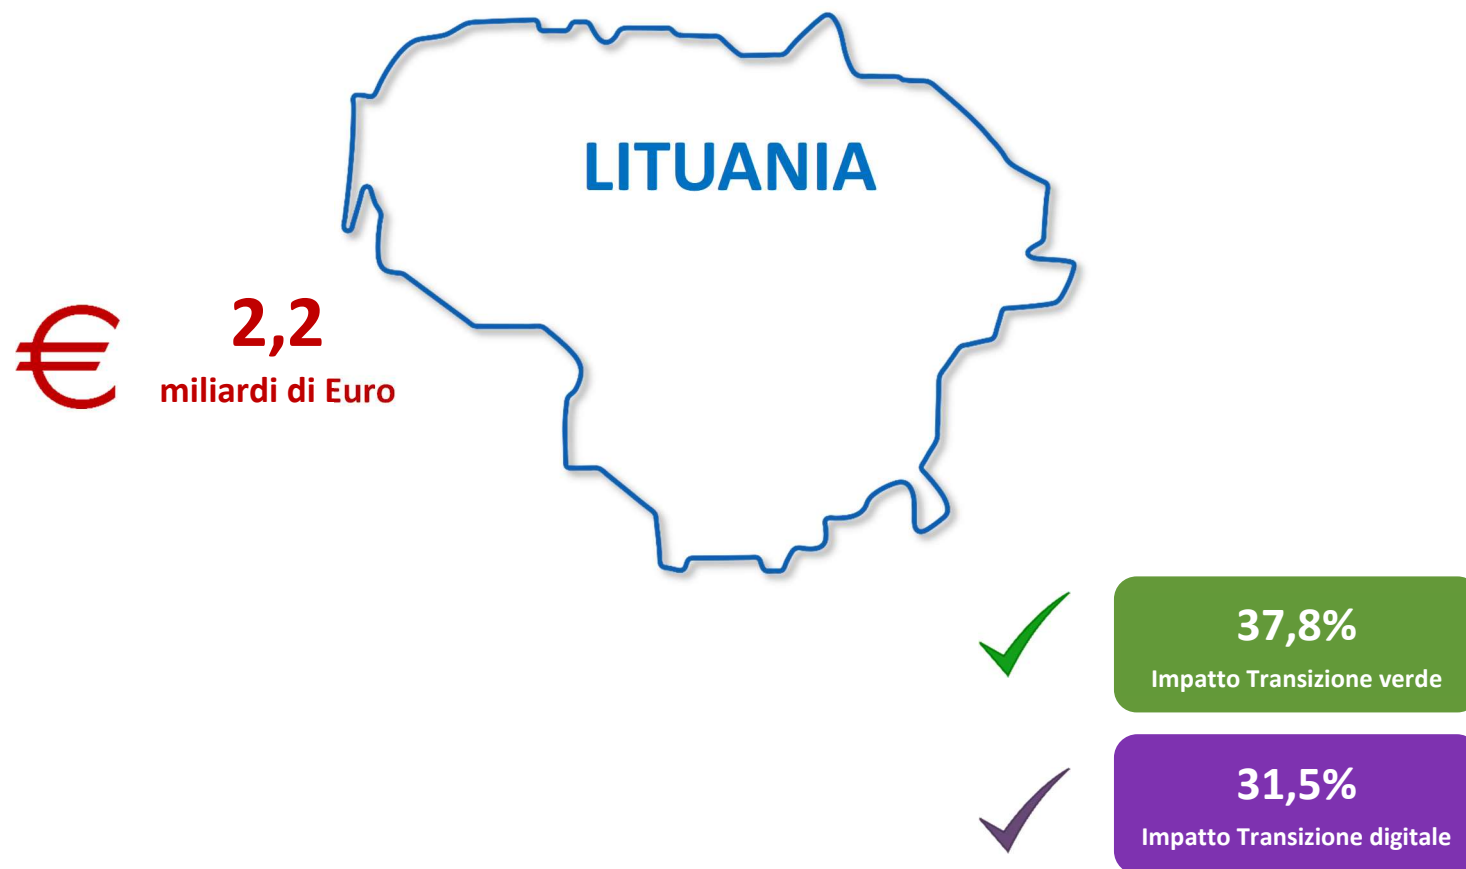 LITUANIA
€
2,2
miliardi di Euro
37,8%
Impatto Transizione verde
31,5%
Impatto Transizione digitale